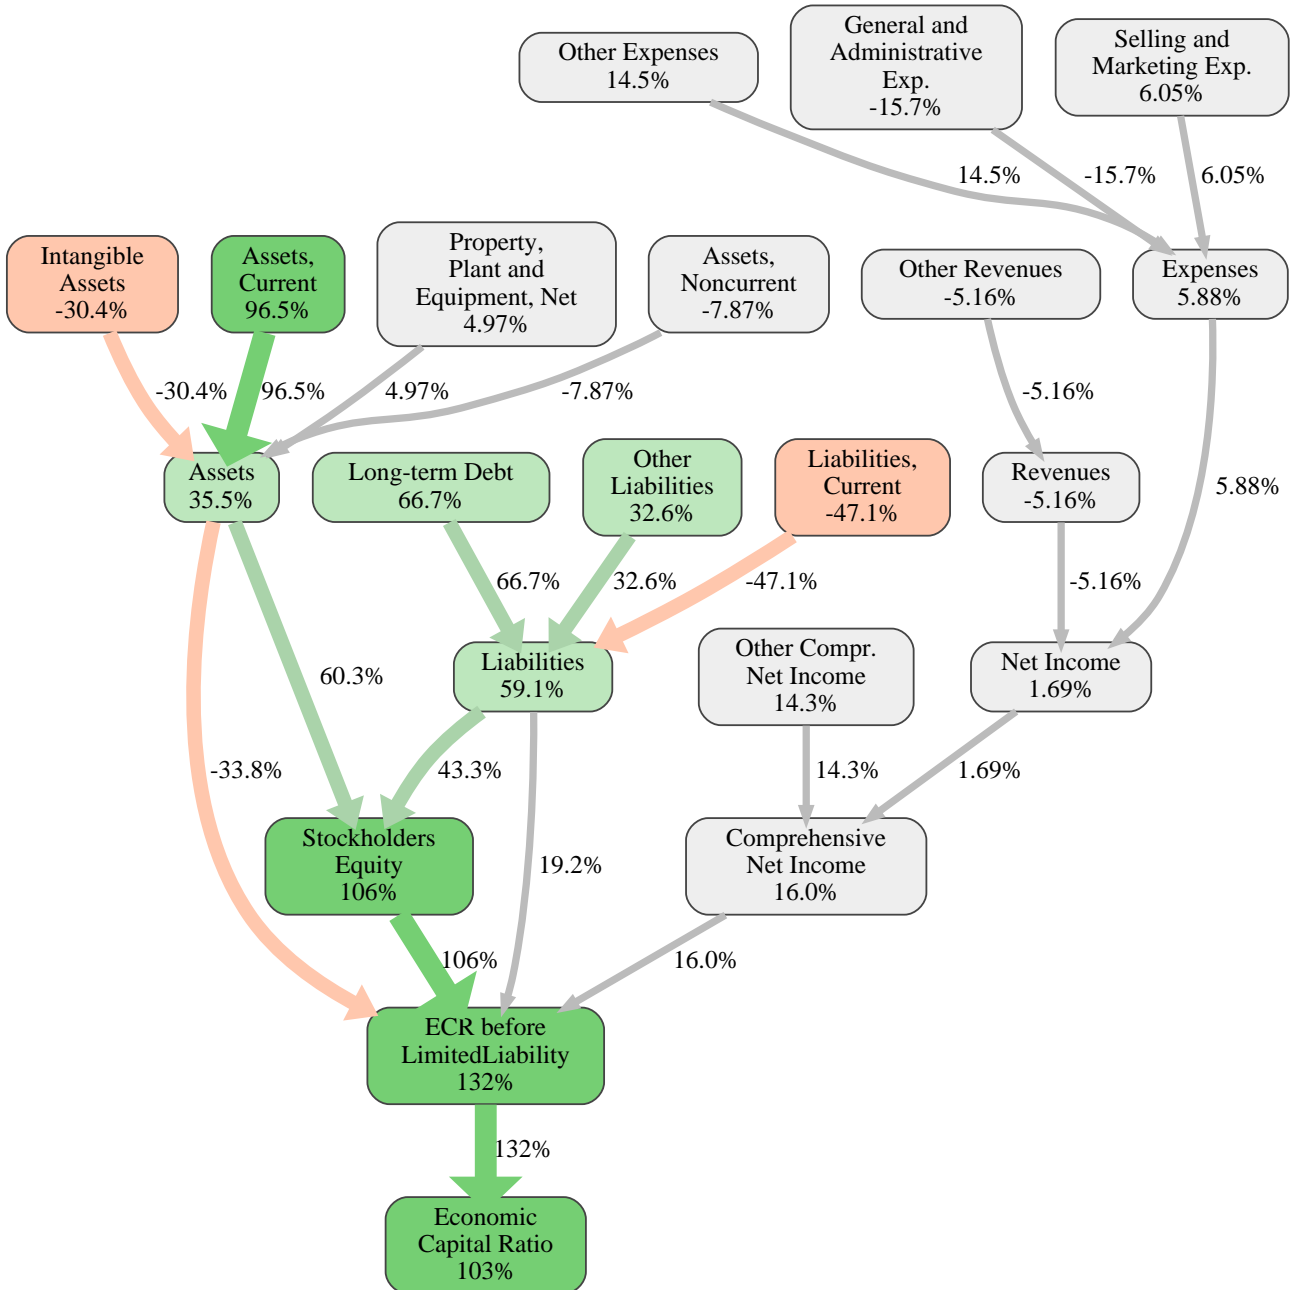 Other Expenses
14.5%
General and
Administrative
Exp.
-15.7%
Selling and
Marketing Exp.
6.05%
14.5%
-15.7%
6.05%
Intangible
Assets
-30.4%
Assets,
Current
96.5%
Property,
Plant and
Equipment, Net
4.97%
Assets,
Noncurrent
-7.87%
Other Revenues
-5.16%
Expenses
5.88%
-30.4%
96.5%
4.97%
-7.87%
-5.16%
Assets
35.5%
Long-term Debt
66.7%
Other
Liabilities
32.6%
Liabilities,
Current
-47.1%
Revenues
-5.16%
5.88%
66.7%
32.6%
-47.1%
-5.16%
60.3%
Liabilities
59.1%
Other Compr.
Net Income
14.3%
Net Income
1.69%
-33.8%
43.3%
14.3%
1.69%
Stockholders
Equity
106%
19.2%
Comprehensive
Net Income
16.0%
106%
16.0%
ECR before
LimitedLiability
132%
132%
Economic
Capital Ratio
103%